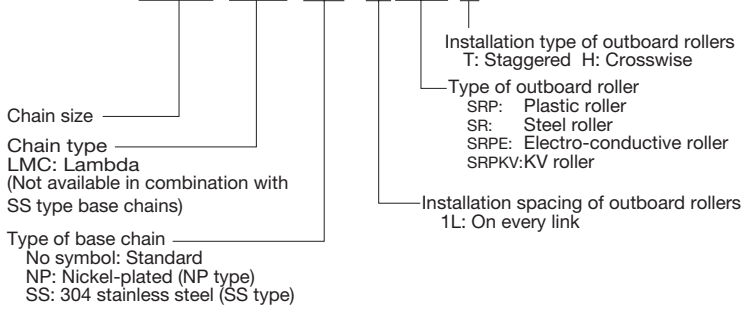 Installation type of outboard rollers
T: Staggered H: Crosswise
Type of outboard roller
SRP: Plastic roller
SR: Steel roller
SRPE: Electro-conductive roller
SRPKV:KV roller
Chain size
Chain type
LMC: Lambda
(Not available in combination with
SS type base chains)
Installation spacing of outboard rollers
1L: On every link
Type of base chain
No symbol: Standard
NP: Nickel-plated (NP type)
SS: 304 stainless steel (SS type)